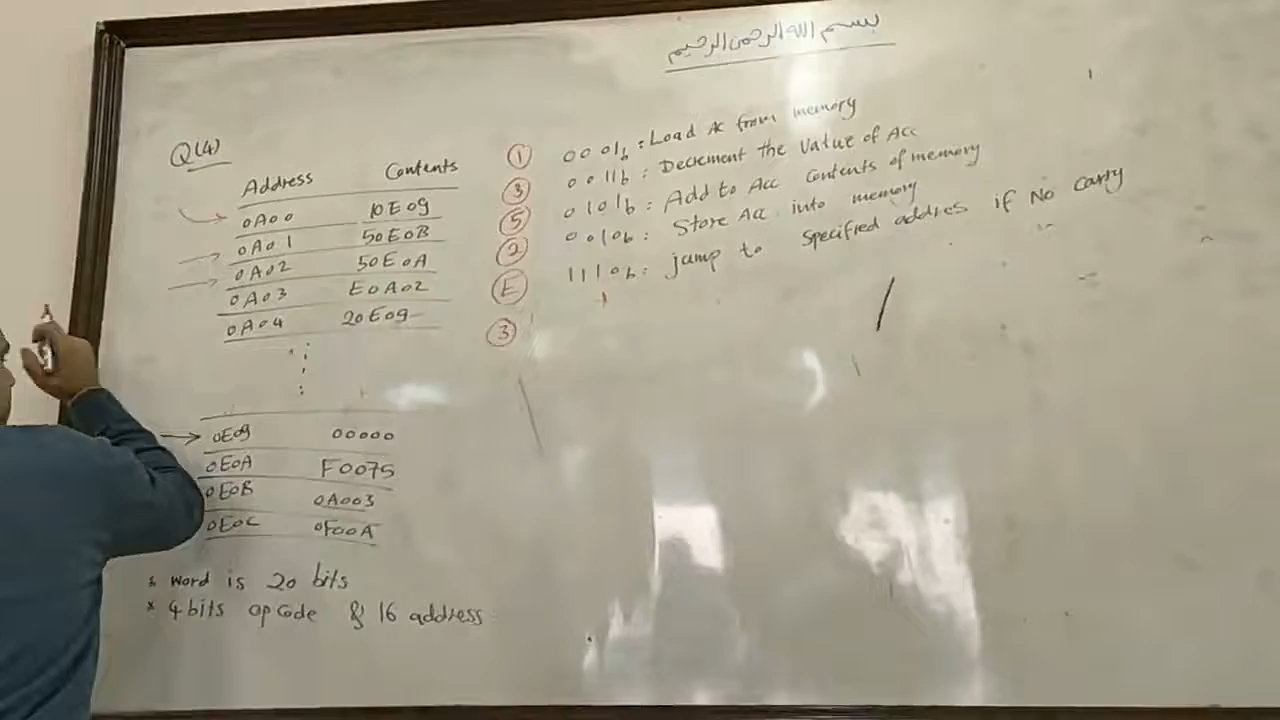 بسم الله الرحمن الرحيم
Q(4)
Address Contents
0A00 10E09
0A01 50E0B
0A02 50E0A
0A03 E0A02
0A04 20E09
0E09 00000
0E0A F0075
0E0B 0A003
0E0C 0F00A
* word is 20 bits
* 4 bits opcode & 16 address
1 0001b : Load Ac from memory
3 0011b : Decrement the value of Acc
5 0101b : Add to Acc contents of memory
2 0010b : Store Acc into memory
E 1110b : jump to specified addres if No carry
3